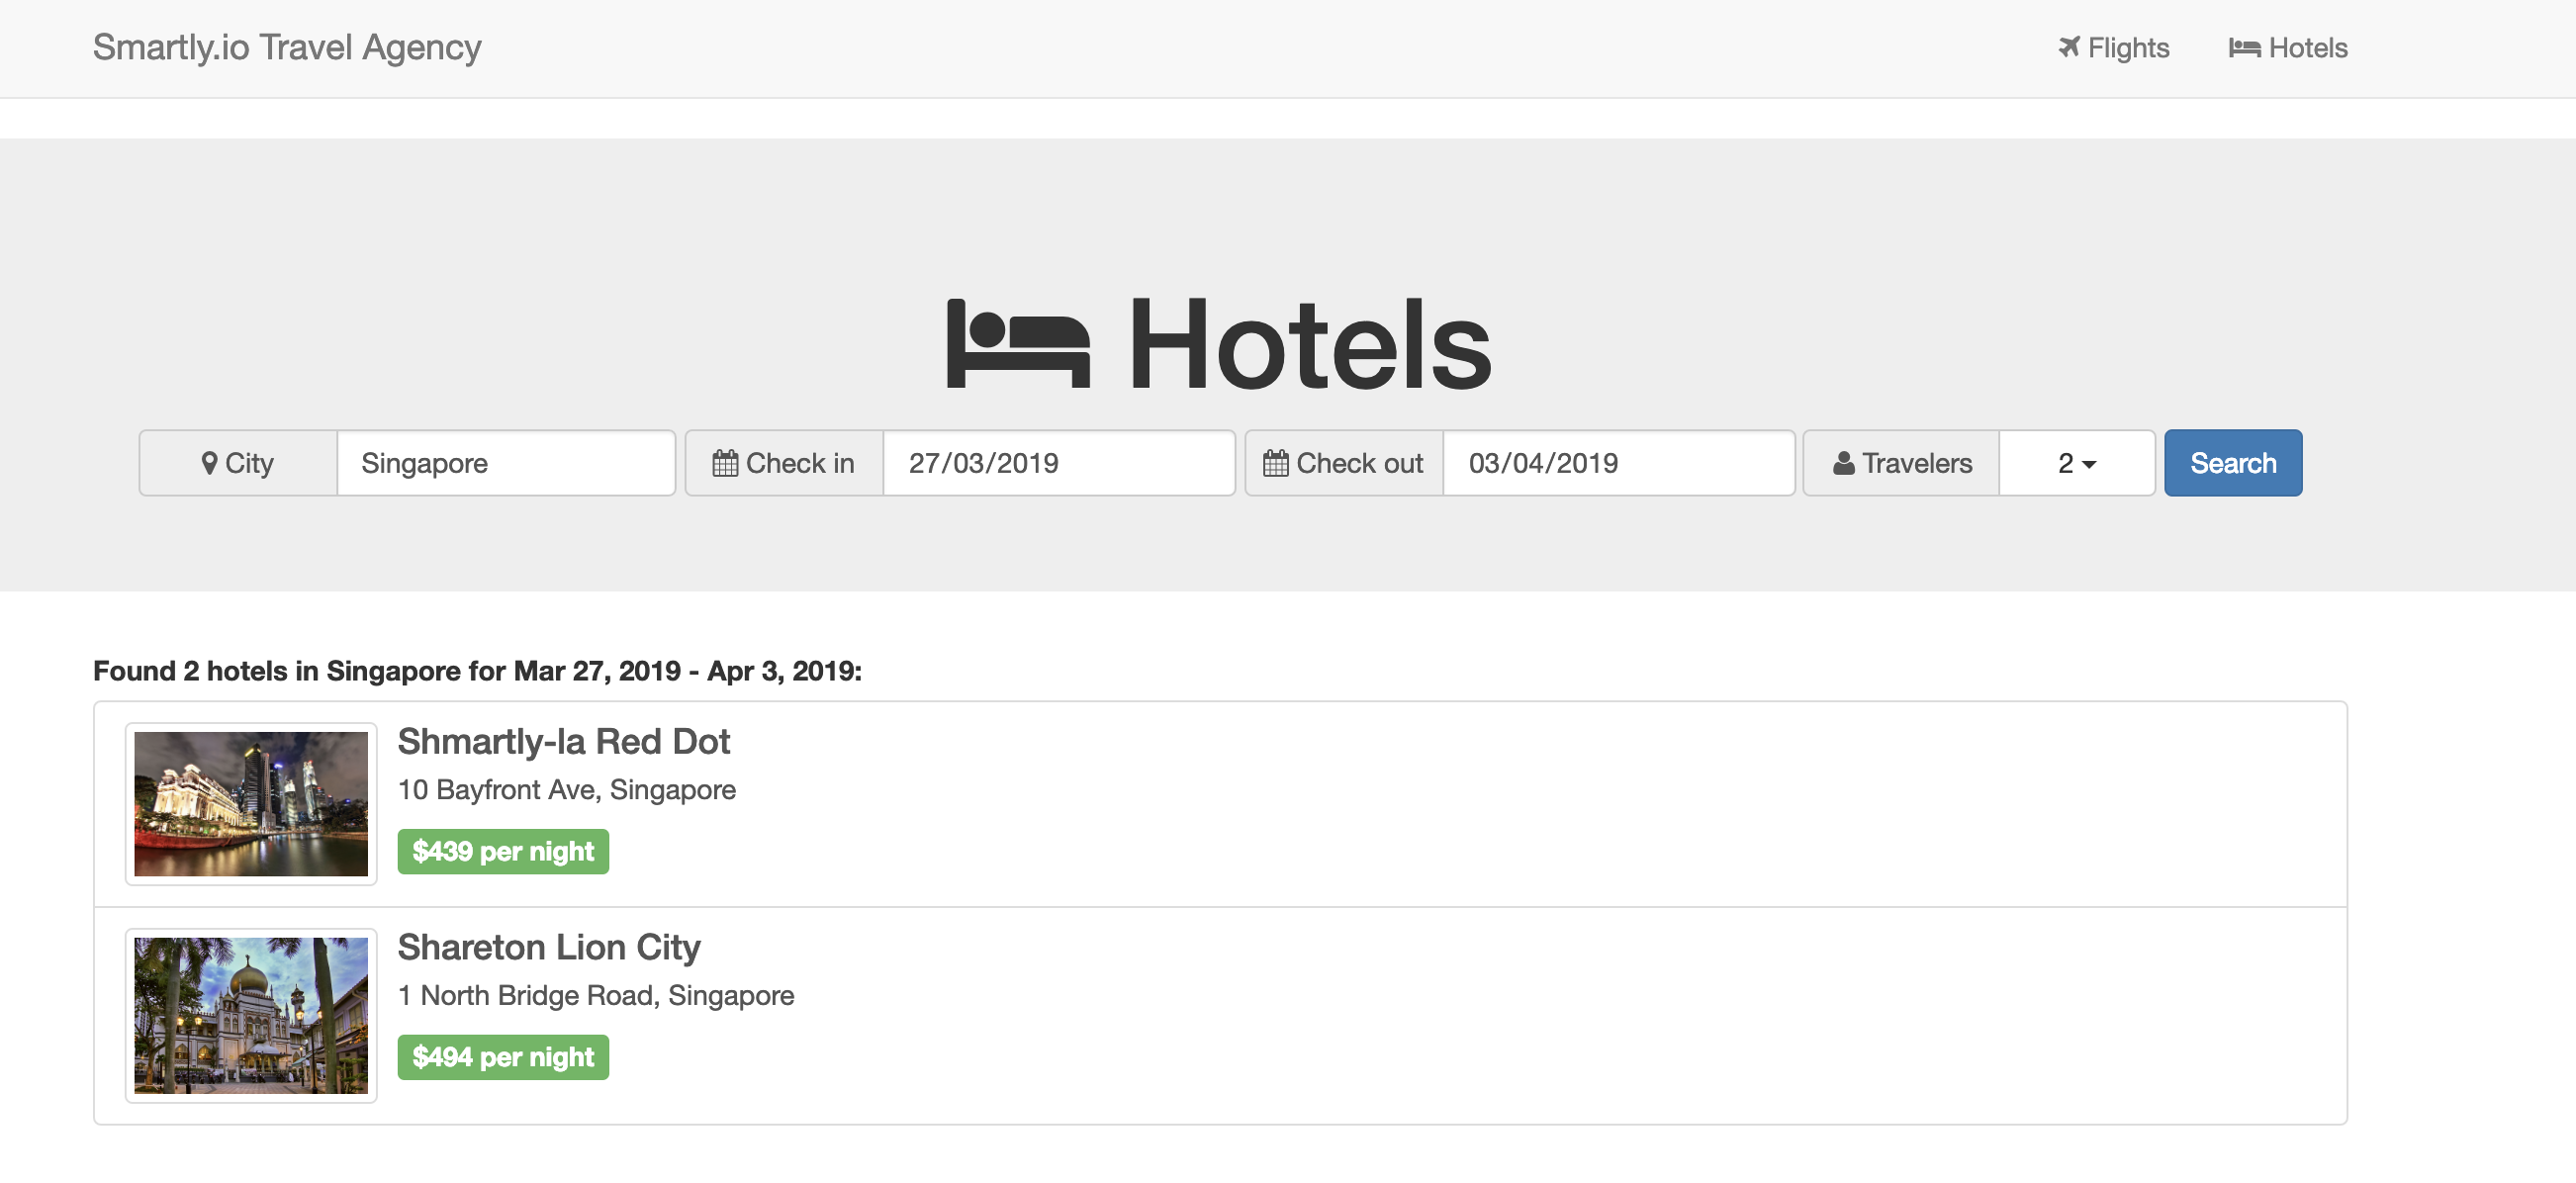 Smartly.io Travel Agency Flights Hotels
Hotels
City Singapore Check in 27/03/2019 Check out 03/04/2019 Travelers 2 Search
Found 2 hotels in Singapore for Mar 27, 2019 - Apr 3, 2019:
Shmartly-la Red Dot
10 Bayfront Ave, Singapore
$439 per night
Shareton Lion City
1 North Bridge Road, Singapore
$494 per night